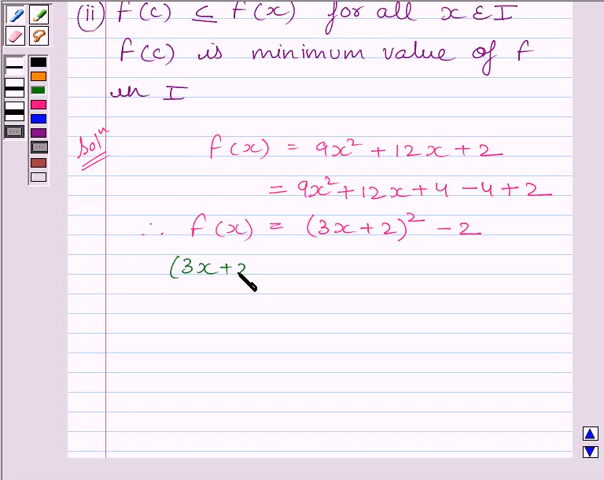 (ii) f(c) ≤ f(x) for all x ε I
f(c) is minimum value of f
in I
Solⁿ f(x) = 9x² + 12x + 2
= 9x² + 12x + 4 - 4 + 2
∴ f(x) = (3x + 2)² - 2
(3x + 2